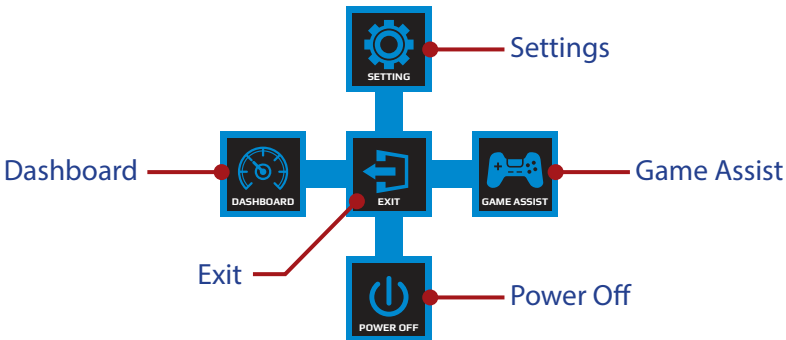 Settings
SETTING
Dashboard
DASHBOARD
EXIT
GAME ASSIST
Game Assist
Exit
Power Off
POWER OFF